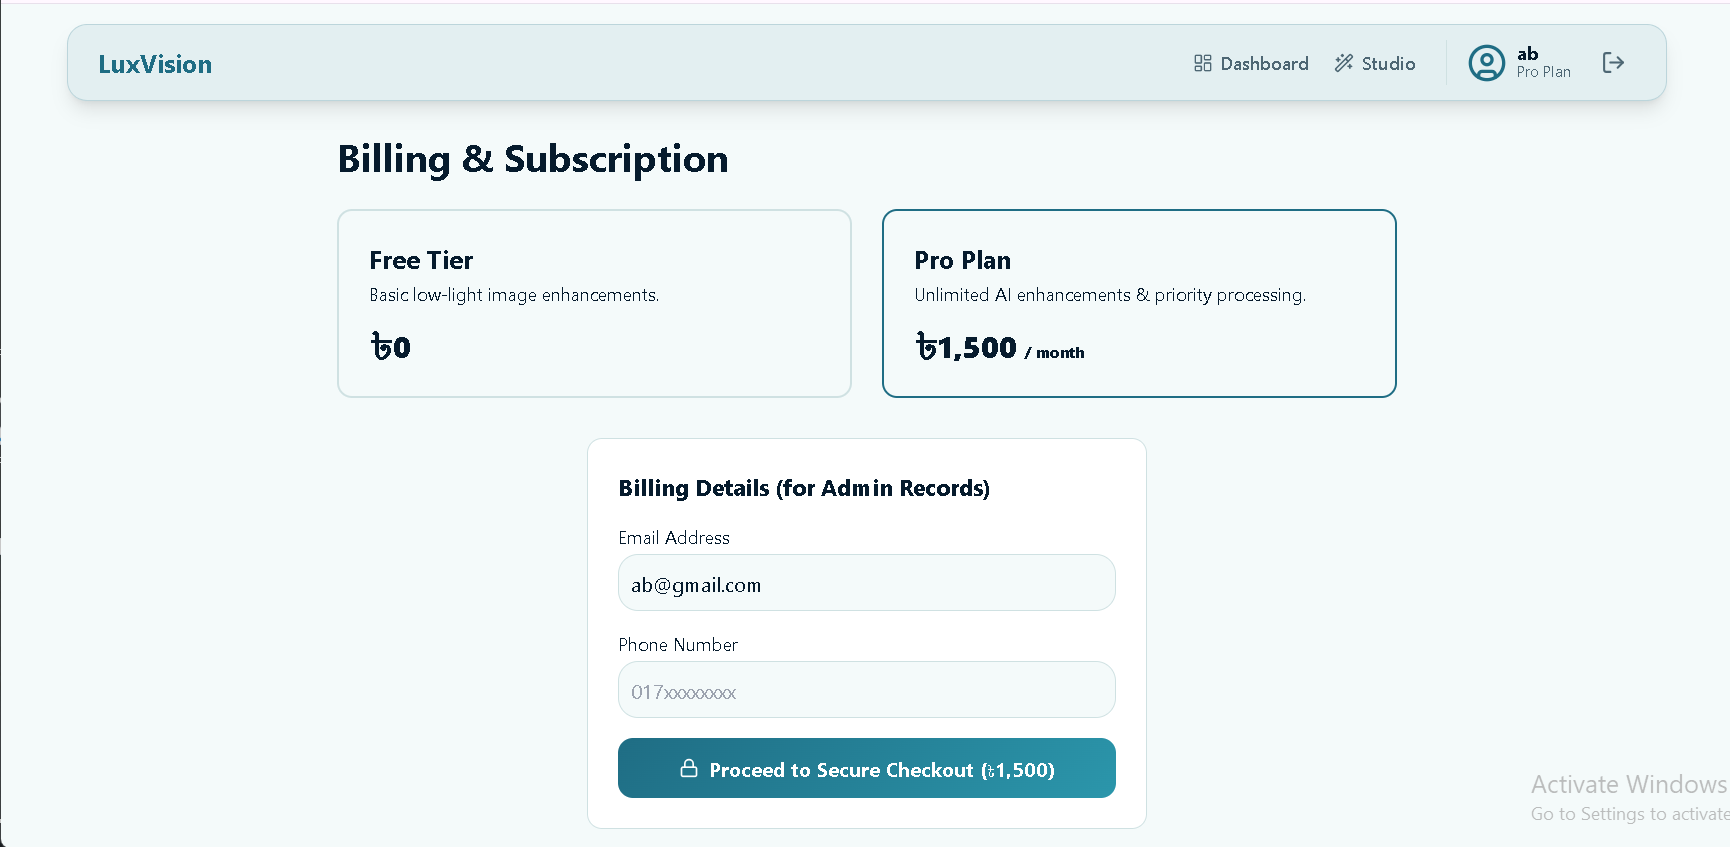 LuxVision
Dashboard
Studio
ab
Pro Plan
Billing & Subscription
Free Tier
Basic low-light image enhancements.
৳0
Pro Plan
Unlimited AI enhancements & priority processing.
৳1,500 / month
Billing Details (for Admin Records)
Email Address
ab@gmail.com
Phone Number
017xxxxxxxx
Proceed to Secure Checkout (৳1,500)
Activate Windows
Go to Settings to activate